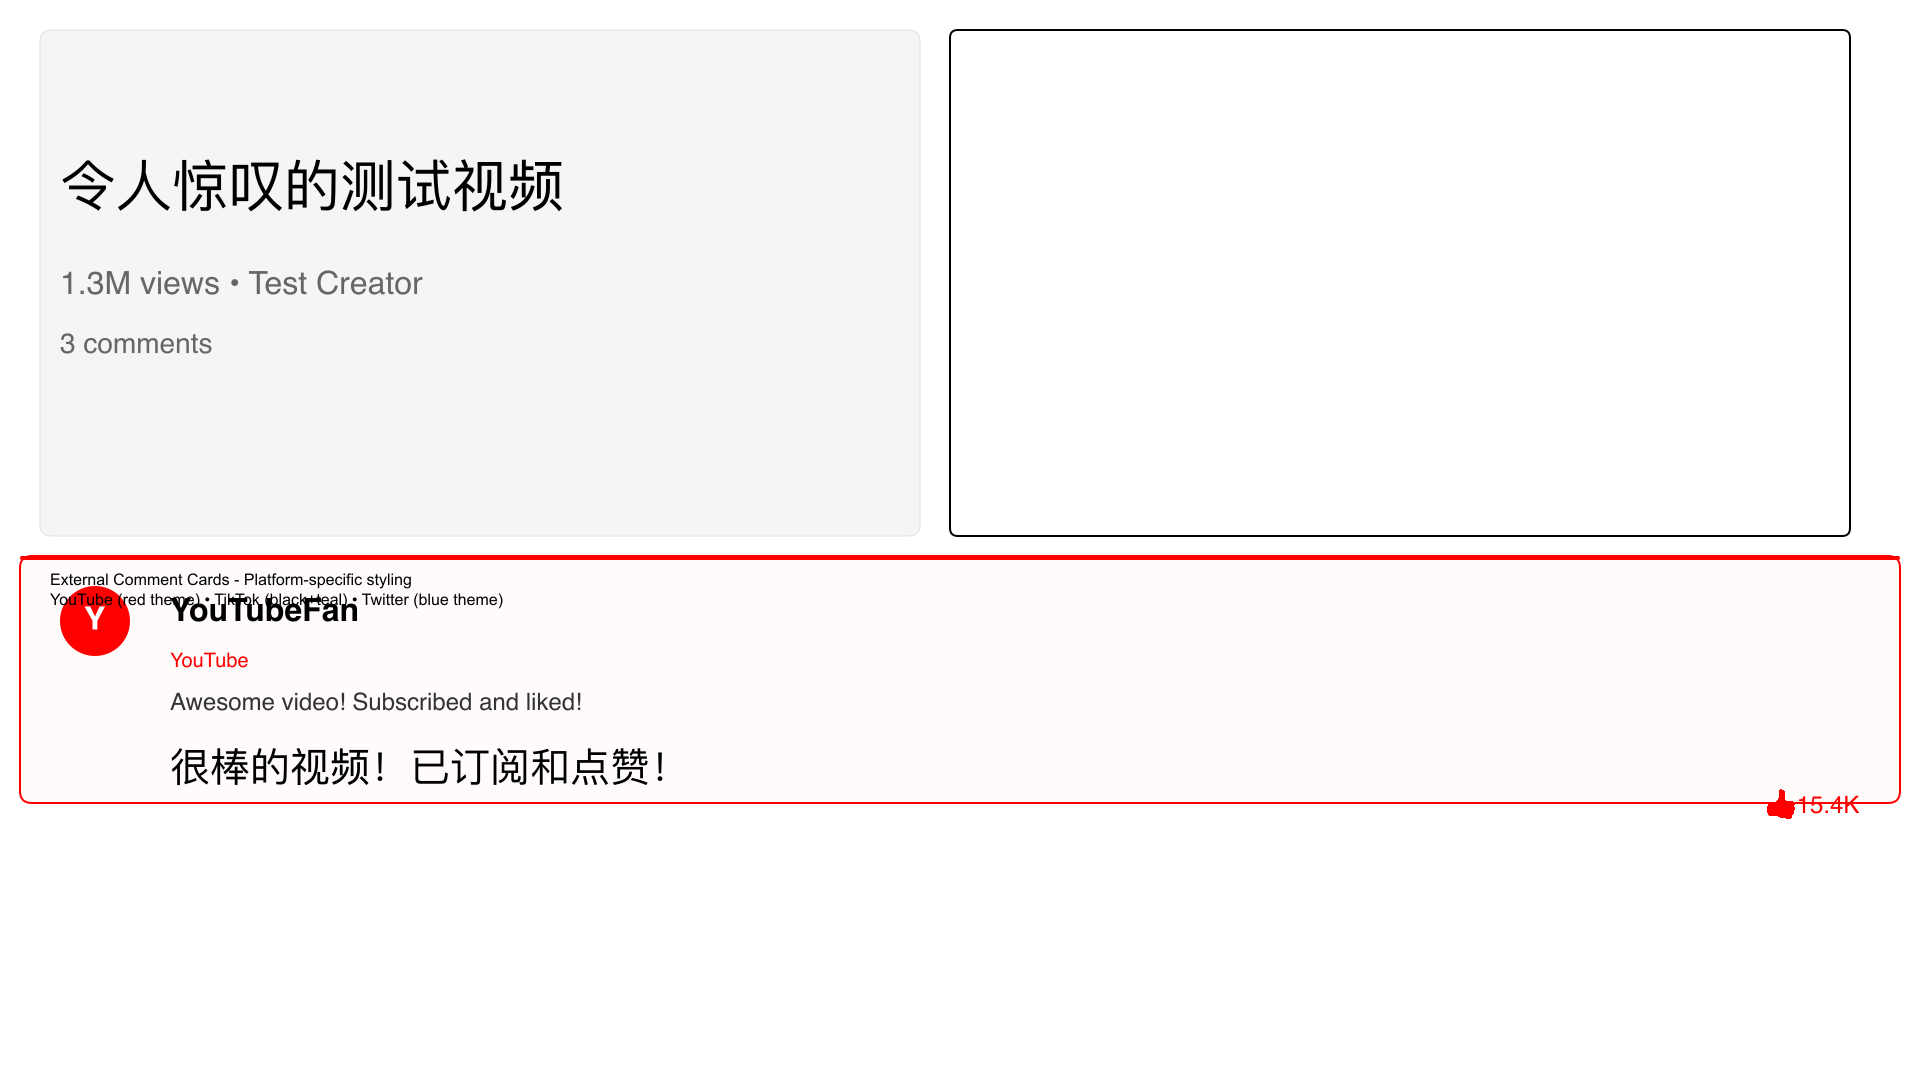 令人惊叹的测试视频
1.3M views • Test Creator
3 comments
External Comment Cards - Platform-specific styling
YouTube (red theme) • TikTok (black+teal) • Twitter (blue theme)
Y
YouTubeFan
YouTube
Awesome video! Subscribed and liked!
很棒的视频！已订阅和点赞！
15.4K